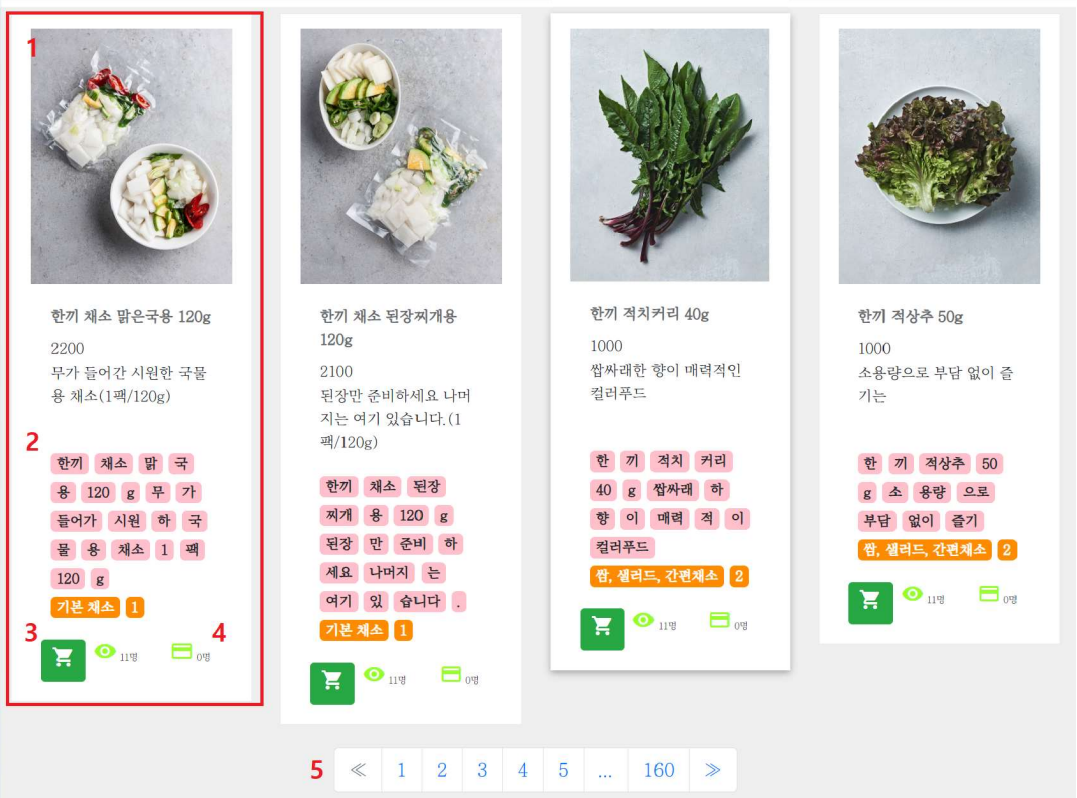 1
한끼 채소 맑은국용 120g
2200
무가 들어간 시원한 국물
용 채소(1팩/120g)
2
한끼 채소 맑 국
용 120 g 무 가
들어가 시원 하 국
물 용 채소 1 팩
120 g
기본 채소 1
3
11명 0명
4
한끼 채소 된장찌개용
120g
2100
된장만 준비하세요 나머
지는 여기 있습니다.(1
팩/120g)
한끼 채소 된장
찌개 용 120 g
된장 만 준비 하
세요 나머지 는
여기 있 습니다 .
기본 채소 1
11명 0명
한끼 적치커리 40g
1000
쌉싸래한 향이 매력적인
컬러푸드
한 끼 적치 커리
40 g 쌉싸래 하
향 이 매력 적 이
컬러푸드
쌈, 샐러드, 간편채소 2
11명 0명
한끼 적상추 50g
1000
소용량으로 부담 없이 즐
기는
한 끼 적상추 50
g 소 용량 으로
부담 없이 즐기
쌈, 샐러드, 간편채소 2
11명 0명
5
≪ 1 2 3 4 5 ... 160 ≫